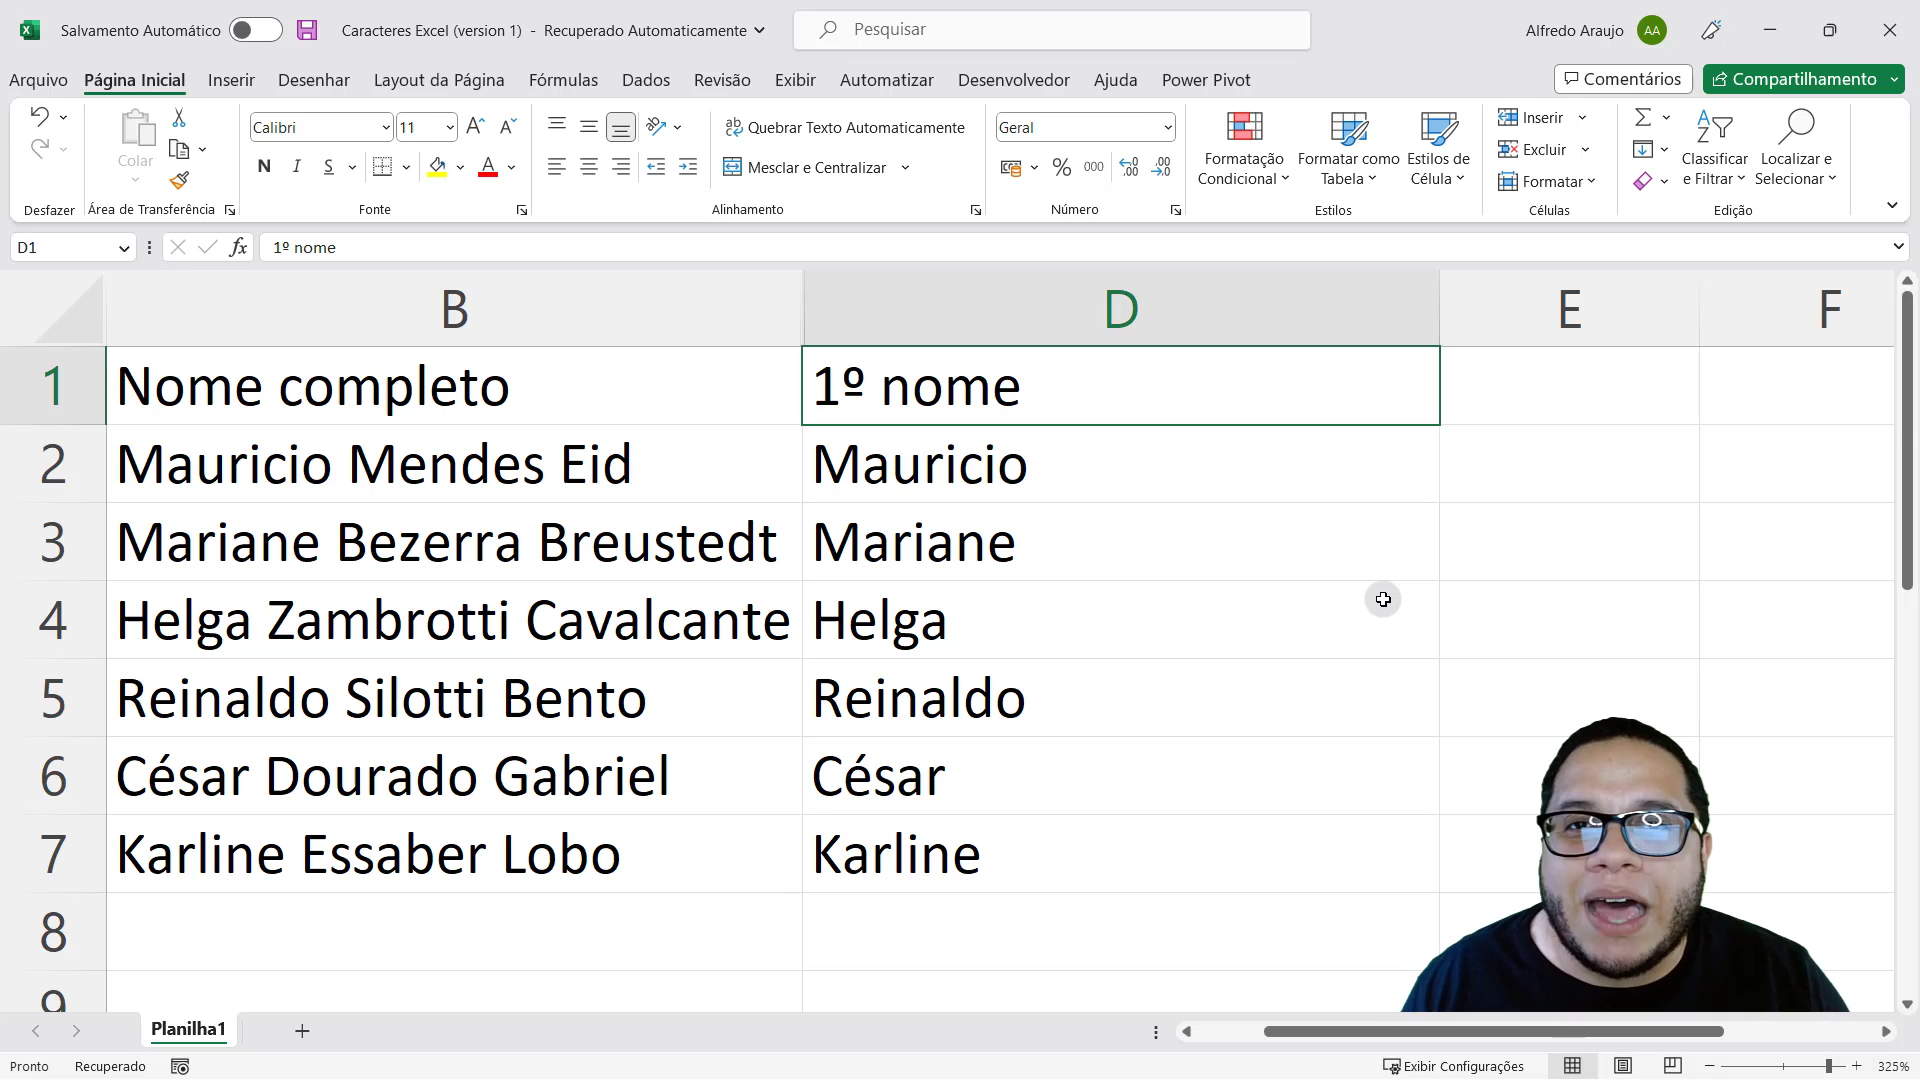 Salvamento Automático
Caracteres Excel (version 1) - Recuperado Automaticamente
Pesquisar
Alfredo Araujo
AA
Arquivo
Página Inicial
Inserir
Desenhar
Layout da Página
Fórmulas
Dados
Revisão
Exibir
Automatizar
Desenvolvedor
Ajuda
Power Pivot
Comentários
Compartilhamento
Colar
Calibri
11
N I S
Quebrar Texto Automaticamente
Mesclar e Centralizar
Geral
% 000
Formatação
Condicional
Formatar como
Tabela
Estilos de
Célula
Inserir
Excluir
Formatar
Classificar
e Filtrar
Localizar e
Selecionar
Desfazer
Área de Transferência
Fonte
Alinhamento
Número
Estilos
Células
Edição
D1
fx
1º nome
B D E F
1 Nome completo 1º nome
2 Mauricio Mendes Eid Mauricio
3 Mariane Bezerra Breustedt Mariane
4 Helga Zambrotti Cavalcante Helga
5 Reinaldo Silotti Bento Reinaldo
6 César Dourado Gabriel César
7 Karline Essaber Lobo Karline
8
9
Planilha1
Pronto
Recuperado
Exibir Configurações
325%